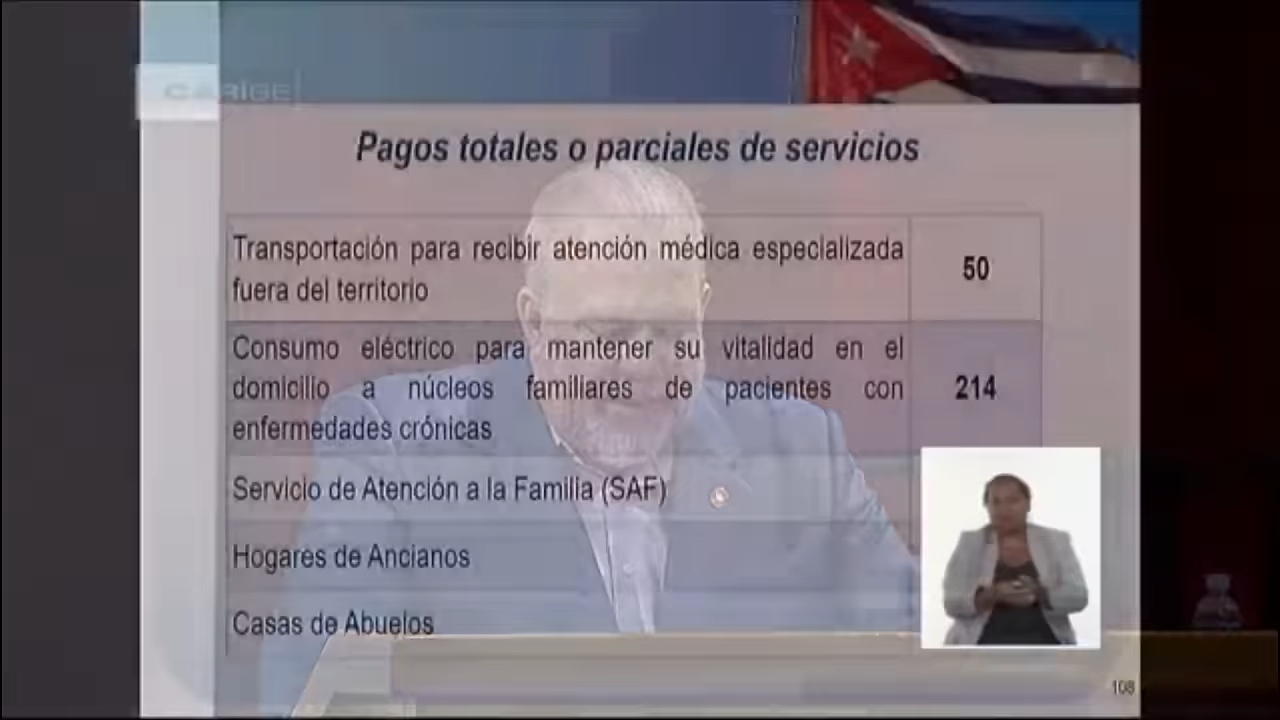 CARIBE
Pagos totales o parciales de servicios
Transportación para recibir atención médica especializada
fuera del territorio
50
Consumo eléctrico para mantener su vitalidad en el
domicilio a núcleos familiares de pacientes con
enfermedades crónicas
214
Servicio de Atención a la Familia (SAF)
Hogares de Ancianos
Casas de Abuelos
108